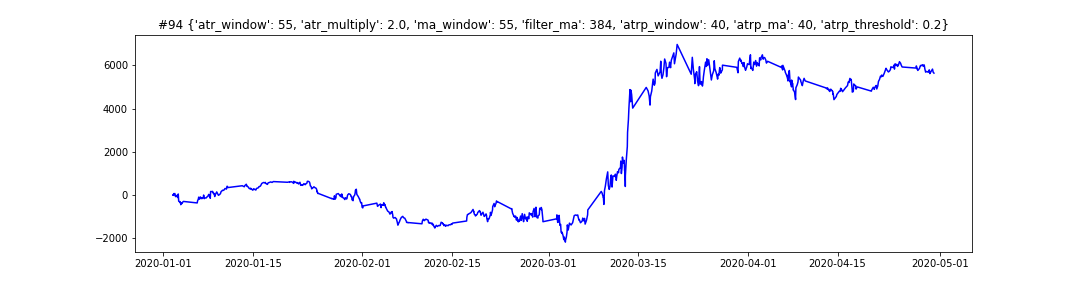 #94 {'atr_window': 55, 'atr_multiply': 2.0, 'ma_window': 55, 'filter_ma': 384, 'atrp_window': 40, 'atrp_ma': 40, 'atrp_threshold': 0.2}
6000
4000
2000
0
−2000
2020-01-01 2020-01-15 2020-02-01 2020-02-15 2020-03-01 2020-03-15 2020-04-01 2020-04-15 2020-05-01